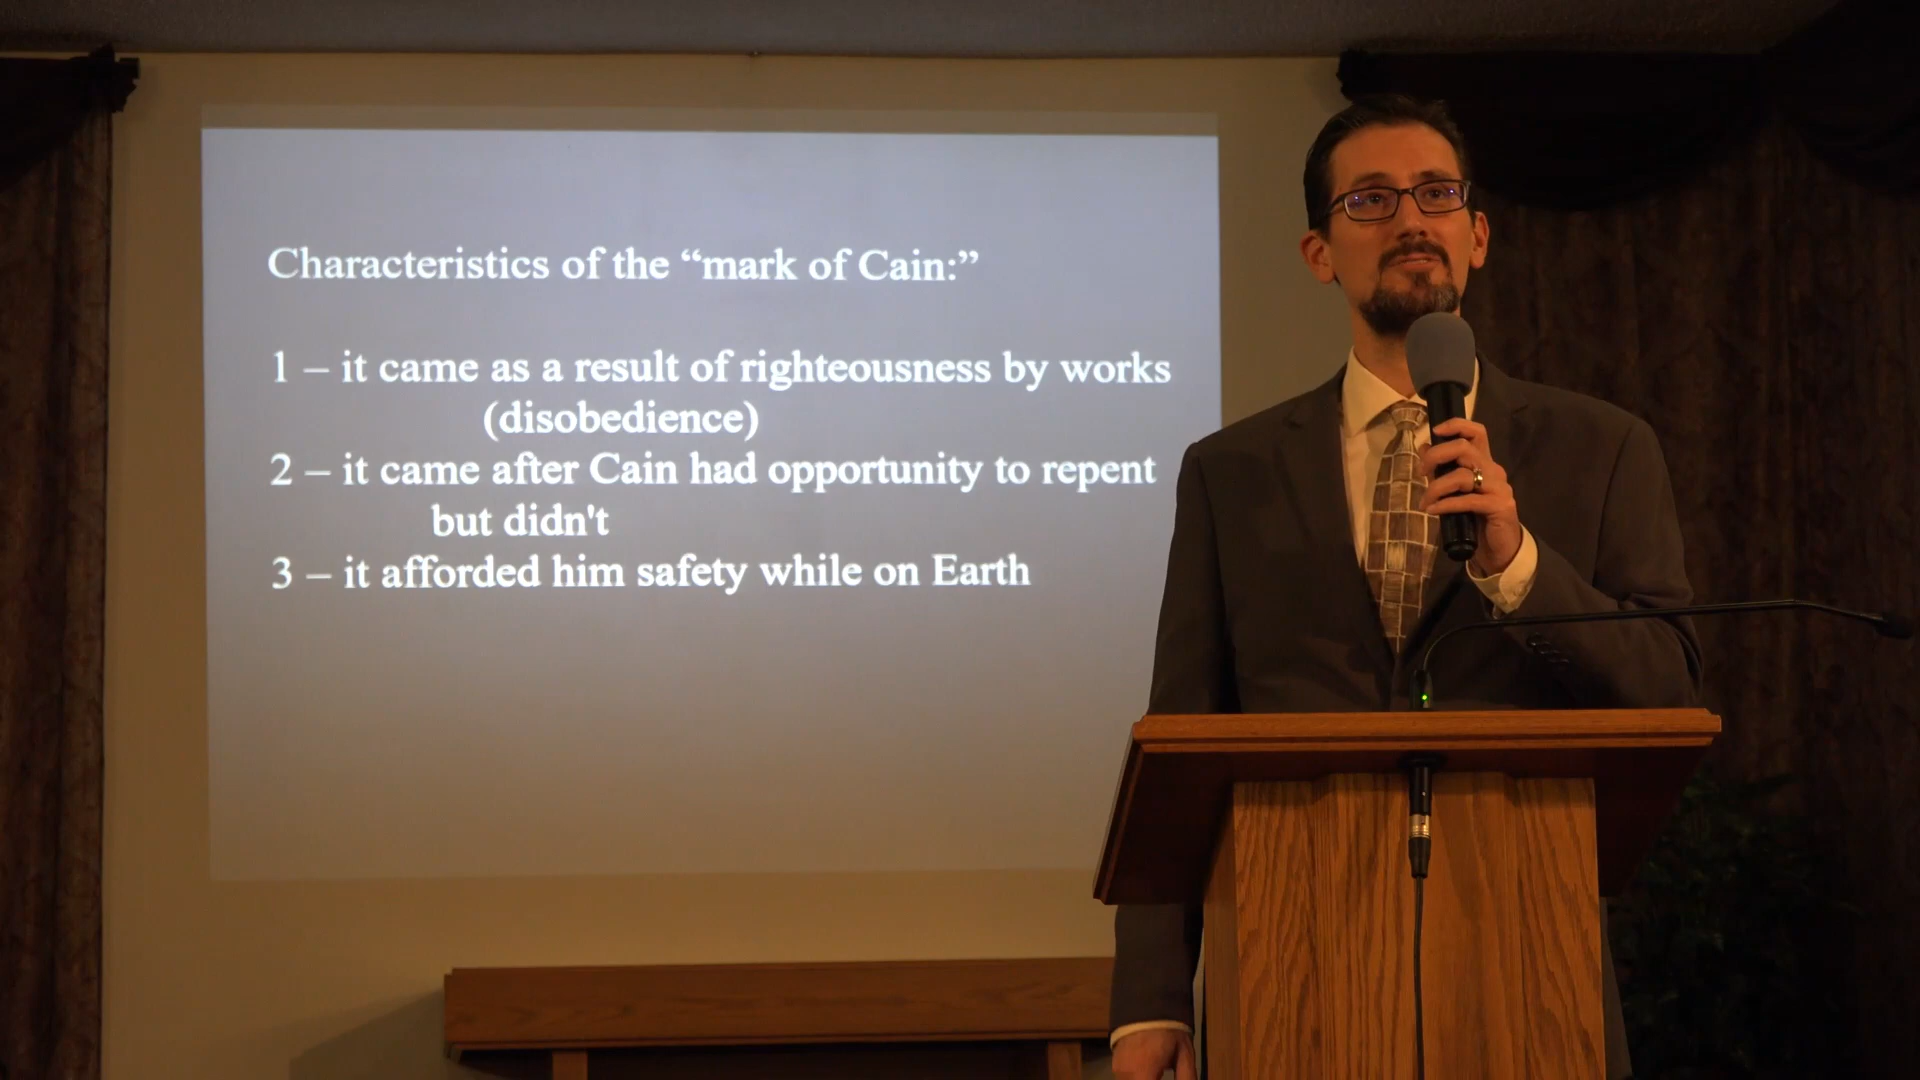 Characteristics of the “mark of Cain:”
1 – it came as a result of righteousness by works
(disobedience)
2 – it came after Cain had opportunity to repent
but didn't
3 – it afforded him safety while on Earth